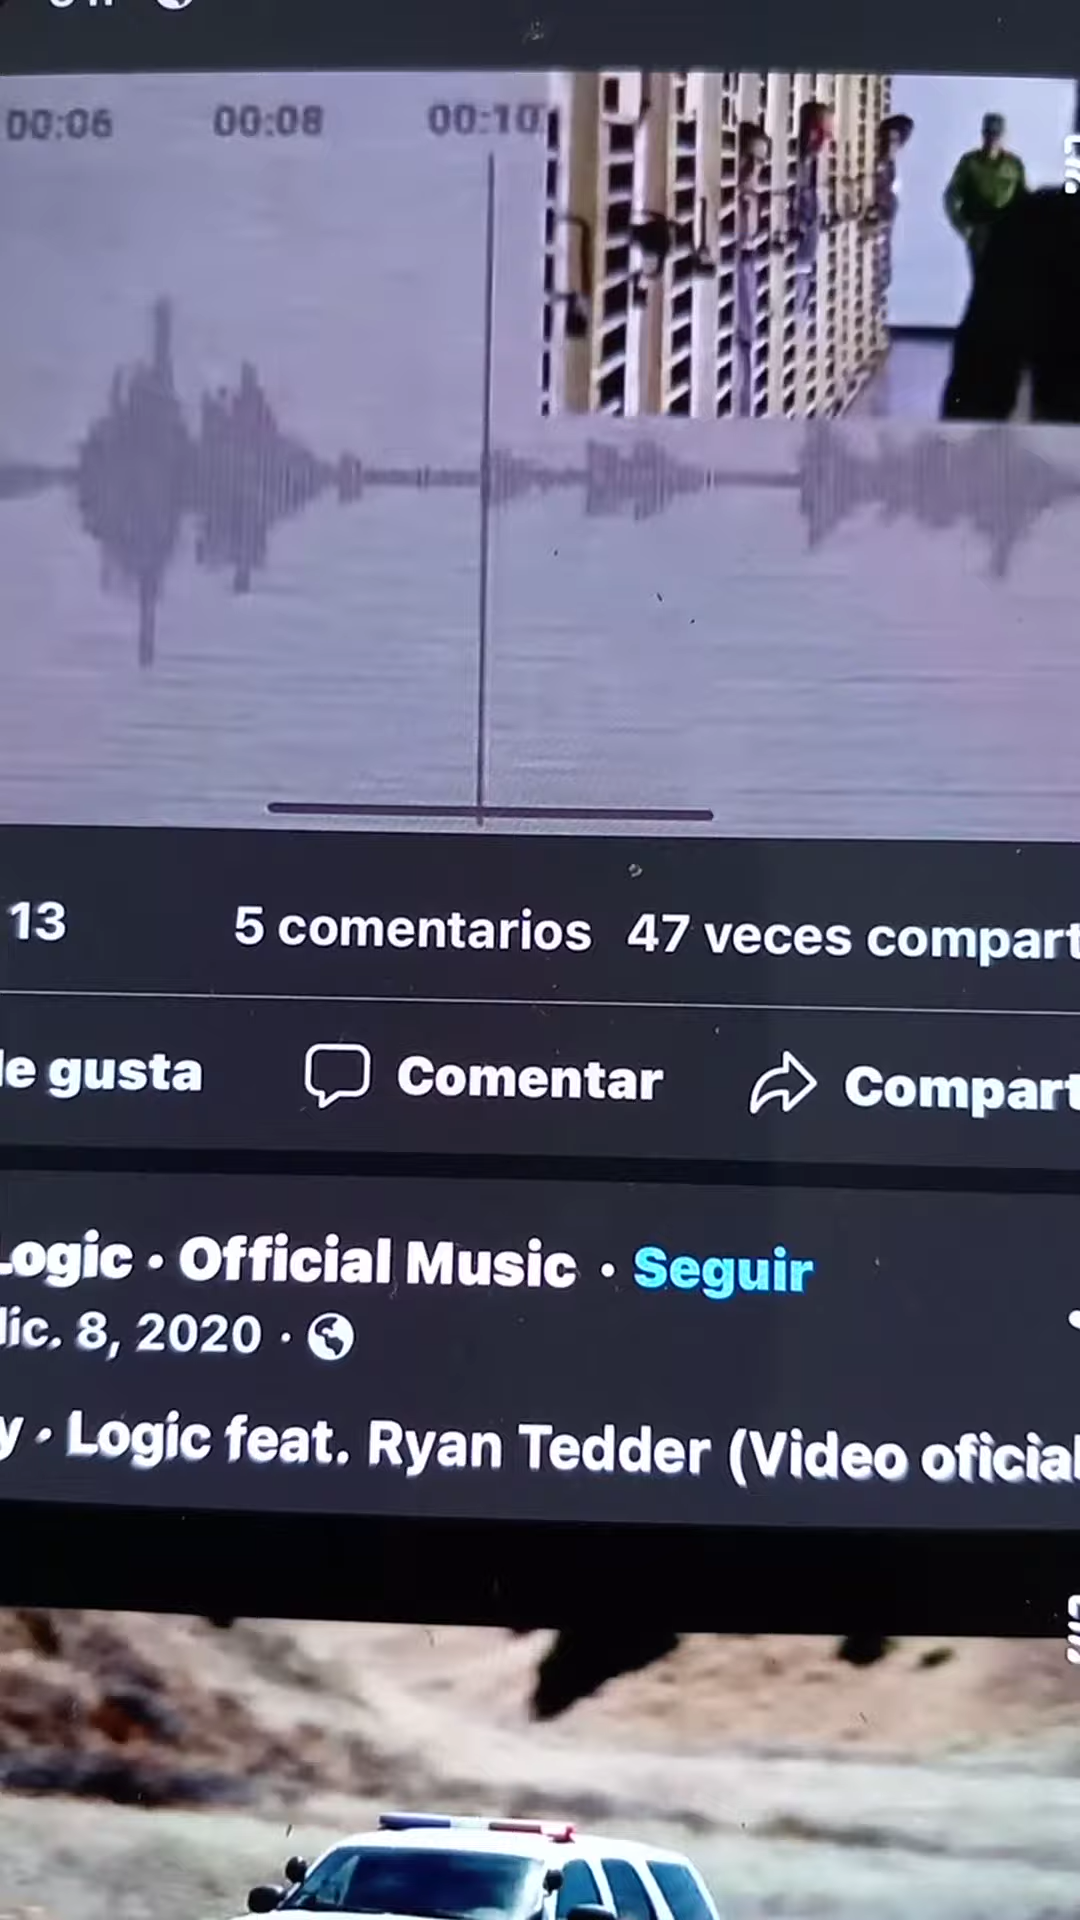 00:06 00:08 00:10
13 5 comentarios 47 veces compart
le gusta Comentar Compart
Logic · Official Music · Seguir
dic. 8, 2020 ·
y · Logic feat. Ryan Tedder (Video oficial